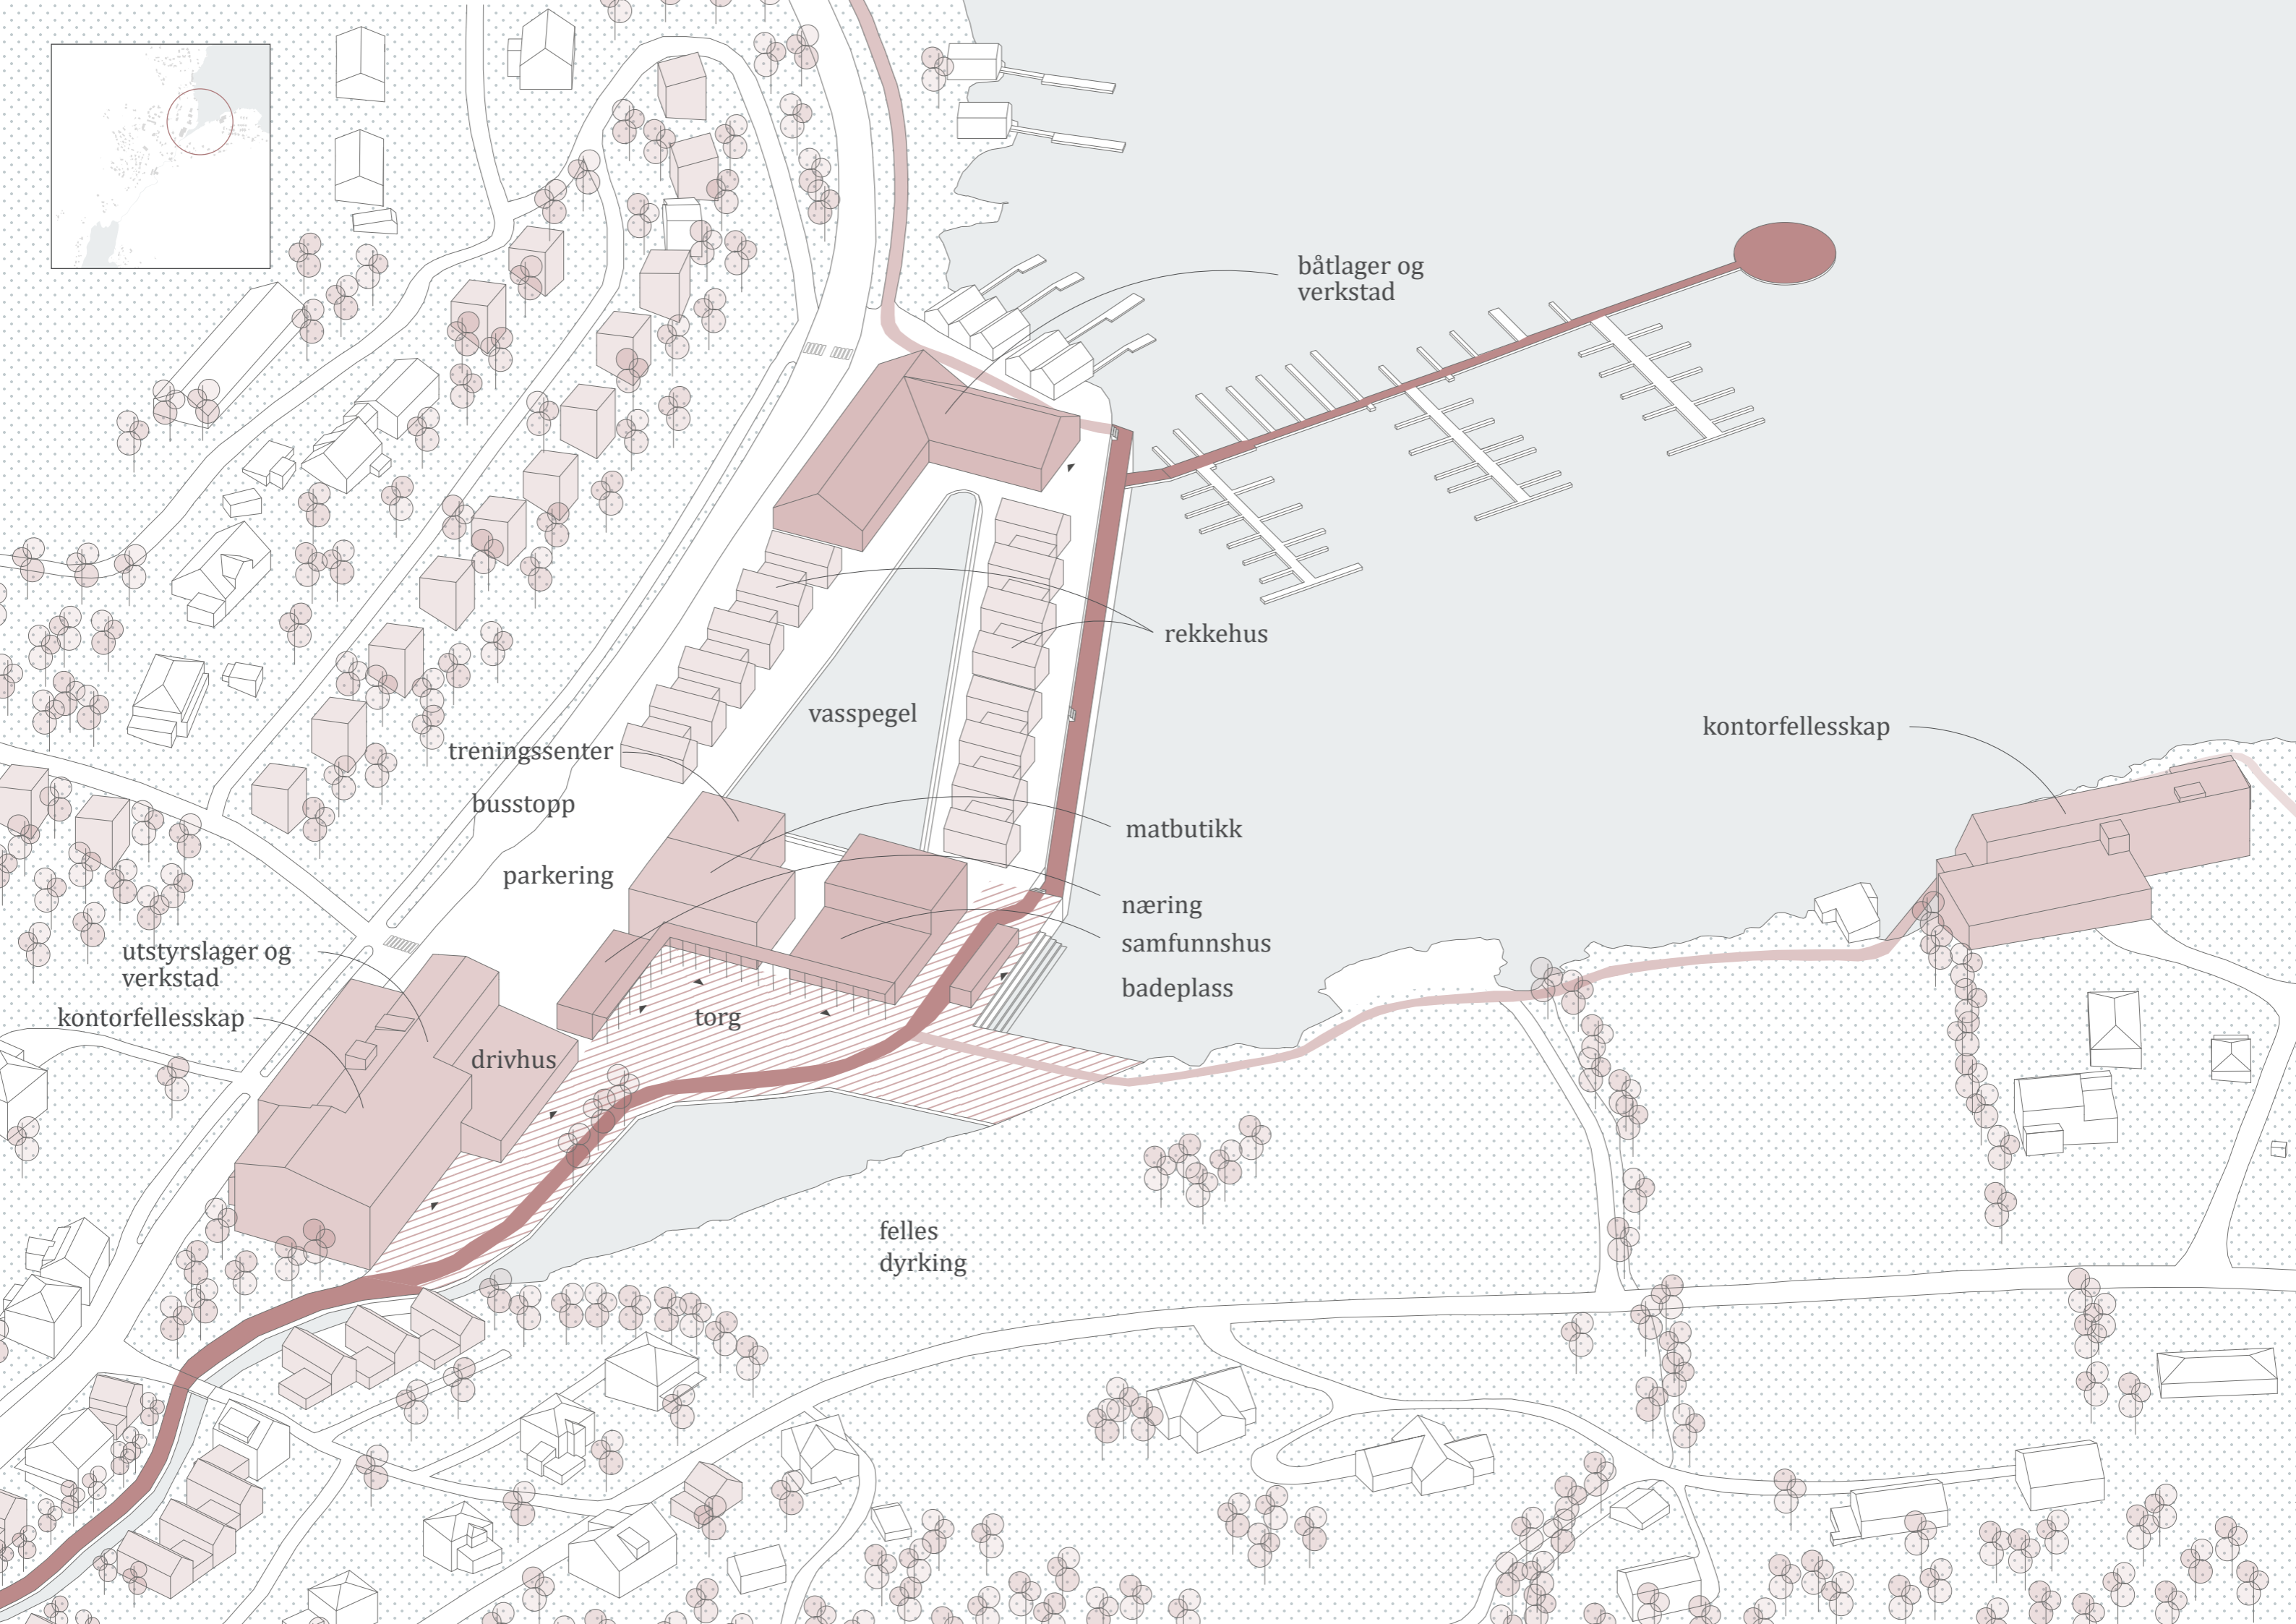 båtlager og
verkstad
rekkehus
vasspegel
kontorfellesskap
treningssenter
busstopp
matbutikk
parkering
næring
samfunnshus
utstyrslager og
verkstad
badeplass
kontorfellesskap
torg
drivhus
felles
dyrking